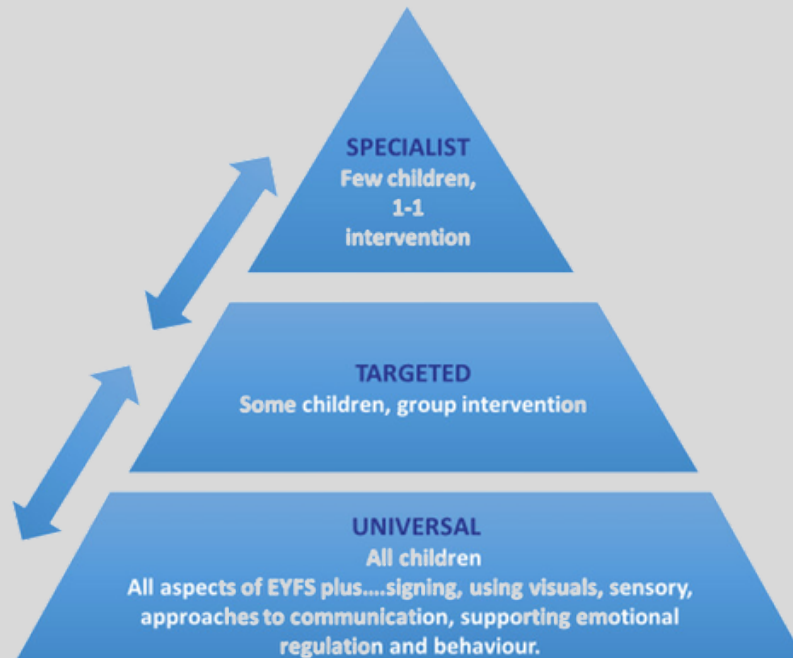 SPECIALIST
Few children,
1-1
intervention
TARGETED
Some children, group intervention
UNIVERSAL
All children
All aspects of EYFS plus....signing, using visuals, sensory,
approaches to communication, supporting emotional
regulation and behaviour.